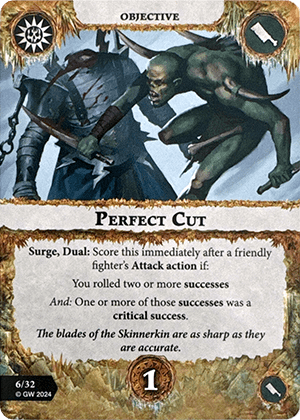 OBJECTIVE
PERFECT CUT
Surge, Dual: Score this immediately after a friendly
fighter's Attack action if:
You rolled two or more successes
And: One or more of those successes was a
critical success.
The blades of the Skinnerkin are as sharp as they
are accurate.
6/32
© GW 2024
1